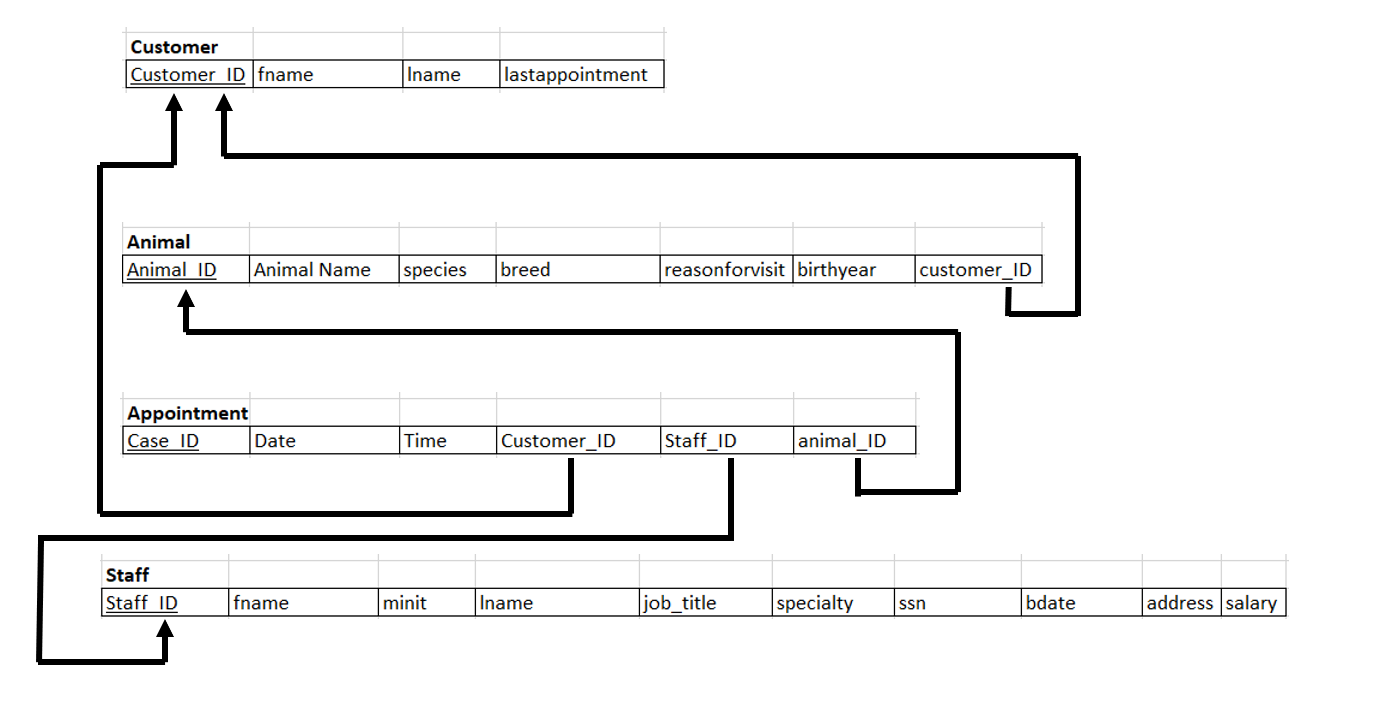 Customer
Customer_ID fname lname lastappointment
Animal
Animal_ID Animal Name species breed reasonforvisit birthyear customer_ID
Appointment
Case_ID Date Time Customer_ID Staff_ID animal_ID
Staff
Staff_ID fname minit lname job_title specialty ssn bdate address salary